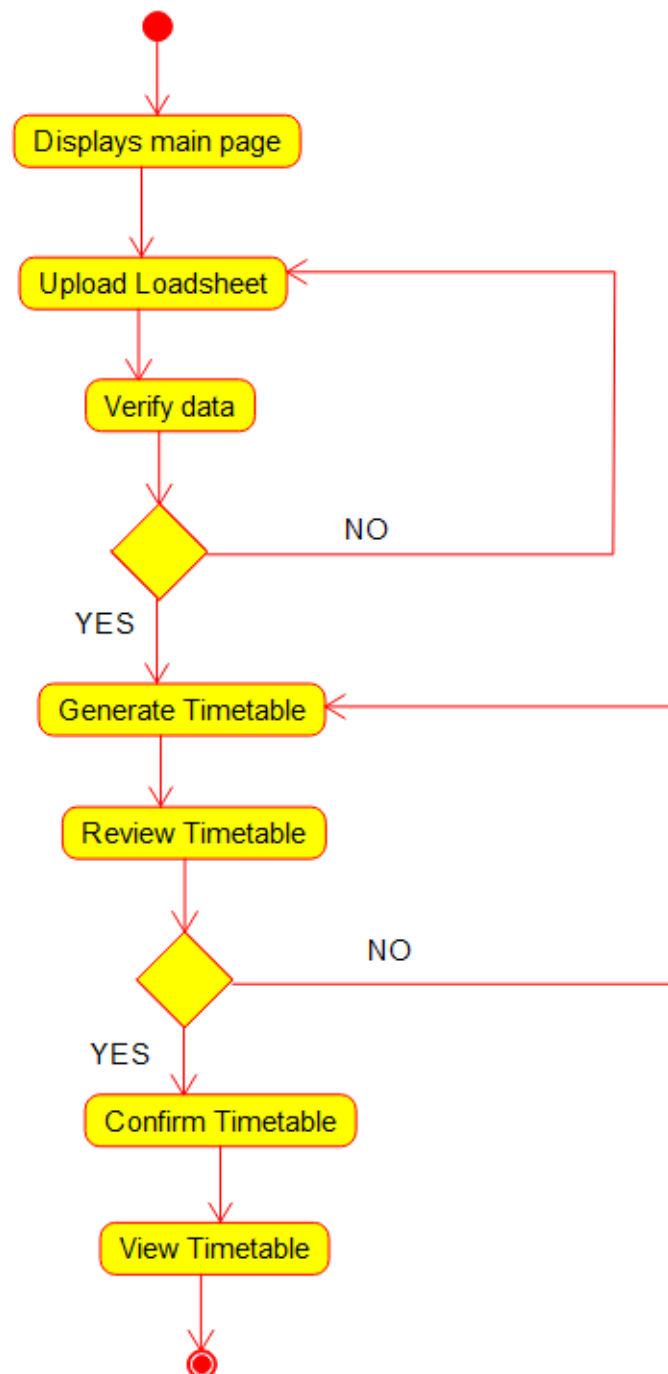 Displays main page
Upload Loadsheet
Verify data
NO
YES
Generate Timetable
Review Timetable
NO
YES
Confirm Timetable
View Timetable